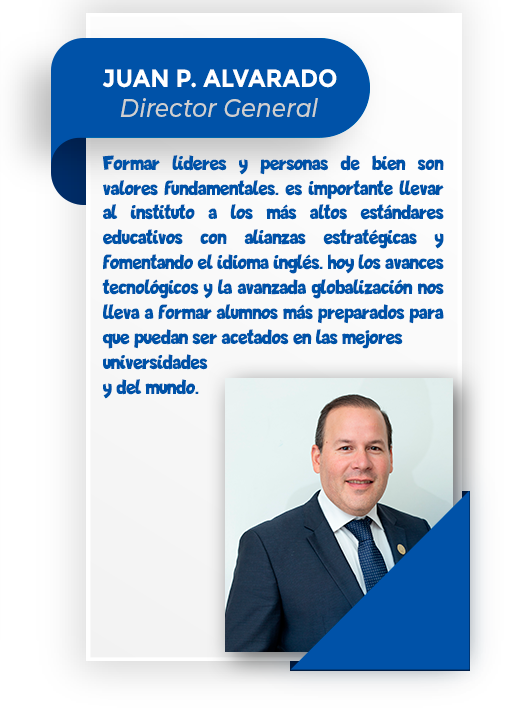 JUAN P. ALVARADO
Director General
Formar líderes y personas de bien son
valores fundamentales. es importante llevar
al instituto a los más altos estándares
educativos con alianzas estratégicas y
fomentando el idioma inglés. hoy los avances
tecnológicos y la avanzada globalización nos
lleva a formar alumnos más preparados para
que puedan ser acetados en las mejores
universidades
y del mundo.